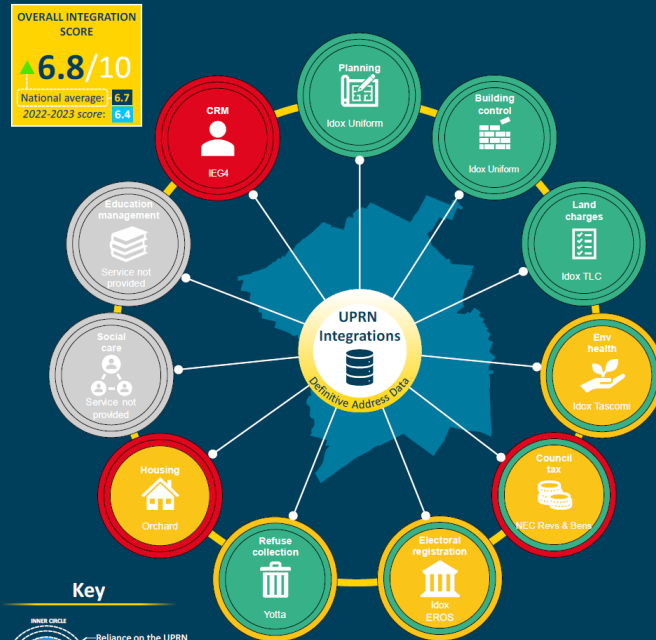 OVERALL INTEGRATION
SCORE
6.8/10
National average: 6.7
2022-2023 score: 6.4
Planning
Idox Uniform
Building
control
Idox Uniform
Land
charges
Idox TLC
Env
health
Idox Tascomi
Council
tax
NEC Revs & Bens
Electoral
registration
Idox
EROS
Refuse
collection
Yotta
Housing
Orchard
Social
care
Service not
provided
Education
management
Service not
provided
CRM
IEG4
UPRN
Integrations
Definitive Address Data
Key
INNER CIRCLE
Reliance on the UPRN